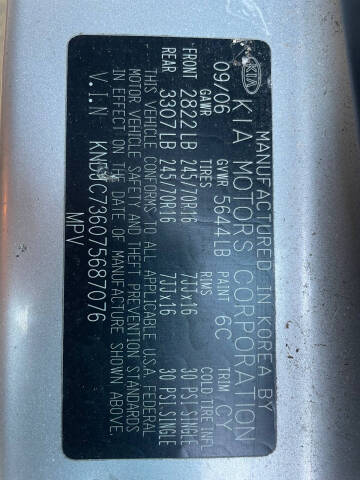 KIA
MANUFACTURED IN KOREA BY
KIA MOTORS CORPORATION
09/06 GVWR 5644LB PAINT 6C TRIM CY
GAWR TIRES RIMS COLD TIRE INFL
FRONT 2822LB 245/70R16 7JJx16 30 PSI.SINGLE
REAR 3307LB 245/70R16 7JJx16 30 PSI.SINGLE
THIS VEHICLE CONFORMS TO ALL APPLICABLE U.S.A. FEDERAL
MOTOR VEHICLE SAFETY AND THEFT PREVENTION STANDARDS
IN EFFECT ON THE DATE OF MANUFACTURE SHOWN ABOVE.
V.I.N
MPV